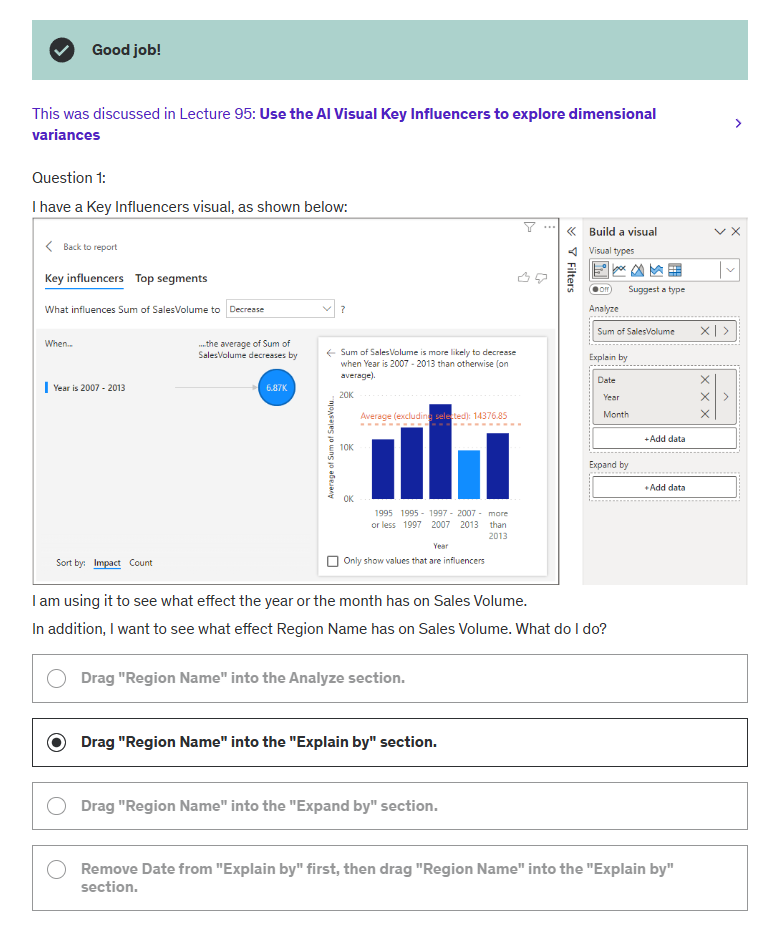 Good job!
This was discussed in Lecture 95: Use the AI Visual Key Influencers to explore dimensional
variances
Question 1:
I have a Key Influencers visual, as shown below:
Back to report
Key influencers Top segments
What influences Sum of SalesVolume to Decrease ?
When...
....the average of Sum of
SalesVolume decreases by
Year is 2007 - 2013
6.87K
Sort by: Impact Count
Sum of SalesVolume is more likely to decrease
when Year is 2007 - 2013 than otherwise (on
average).
Average of Sum of SalesVolu...
20K
10K
0K
Average (excluding selected): 14376.85
1995 1995 - 1997 - 2007 - more
or less 1997 2007 2013 than
2013
Year
Only show values that are influencers
Filters
Build a visual
Visual types
Off Suggest a type
Analyze
Sum of SalesVolume
Explain by
Date
Year
Month
+Add data
Expand by
+Add data
I am using it to see what effect the year or the month has on Sales Volume.
In addition, I want to see what effect Region Name has on Sales Volume. What do I do?
Drag "Region Name" into the Analyze section.
Drag "Region Name" into the "Explain by" section.
Drag "Region Name" into the "Expand by" section.
Remove Date from "Explain by" first, then drag "Region Name" into the "Explain by"
section.